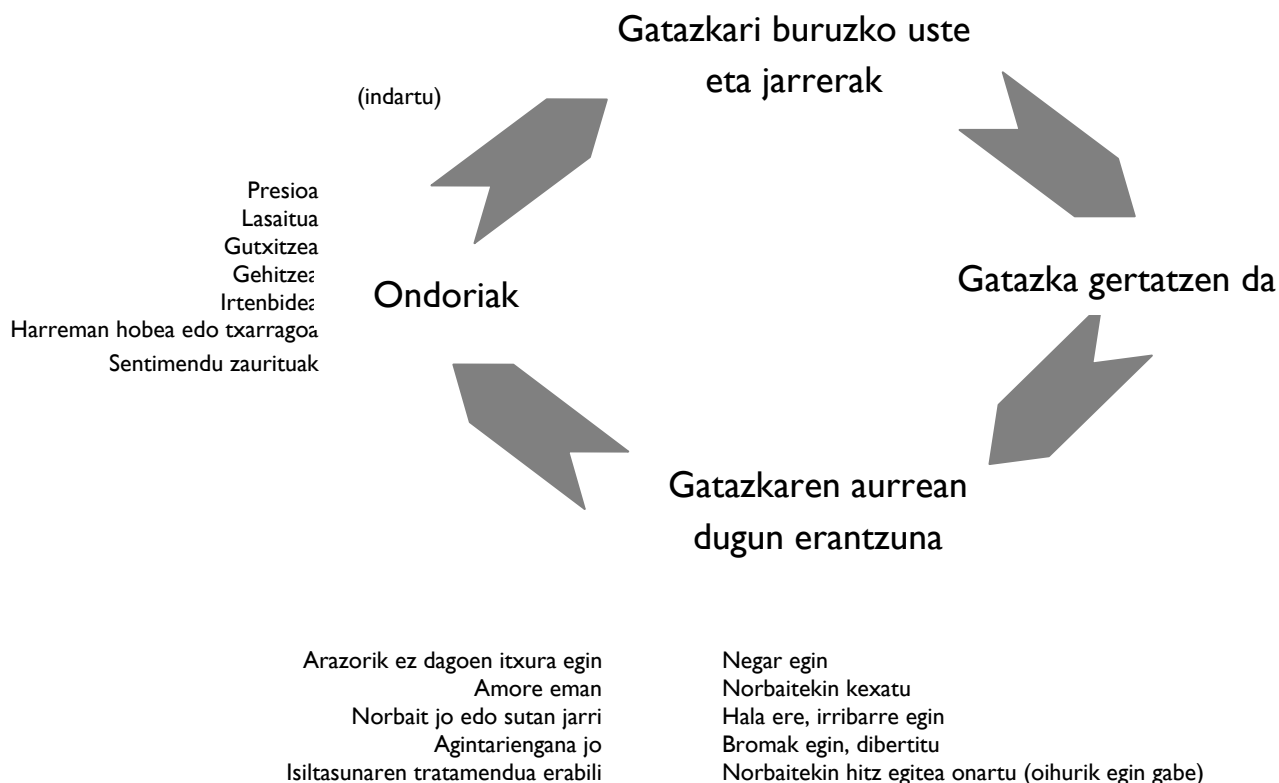 Gatazkari buruzko uste
eta jarrerak
(indartu)
Presioa
Lasaitua
Gutxitzea
Gehitzea
Irtenbidea
Harreman hobea edo txarragoa
Sentimendu zaurituak
Ondoriak
Gatazka gertatzen da
Gatazkaren aurrean
dugun erantzuna
Arazorik ez dagoen itxura egin
Amore eman
Norbait jo edo sutan jarri
Agintariengana jo
Isiltasunaren tratamendua erabili
Negar egin
Norbaitekin kexatu
Hala ere, irribarre egin
Bromak egin, dibertitu
Norbaitekin hitz egitea onartu (oihurik egin gabe)